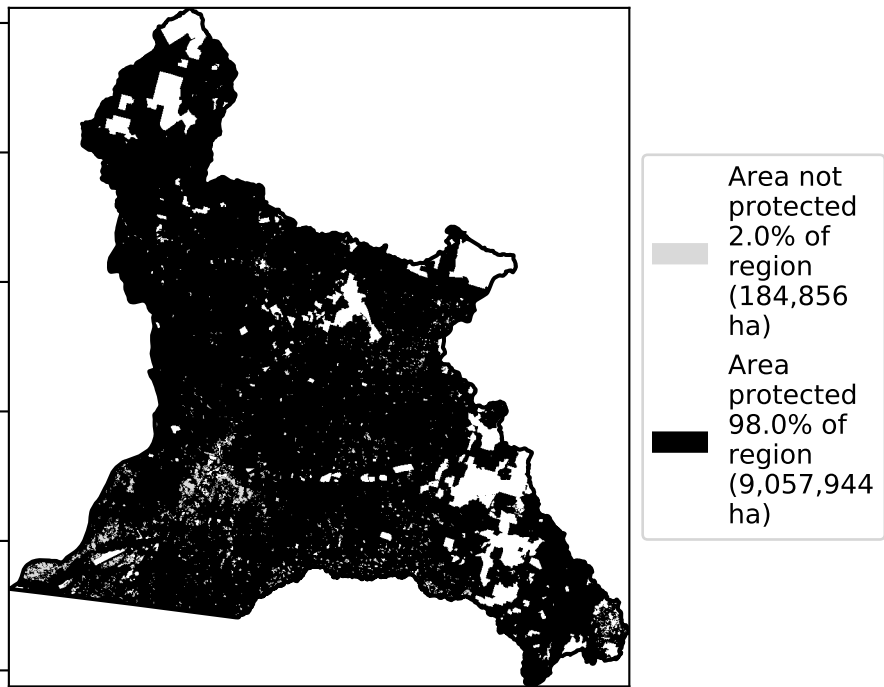 Area not
protected
2.0% of
region
(184,856
ha)
Area
protected
98.0% of
region
(9,057,944
ha)